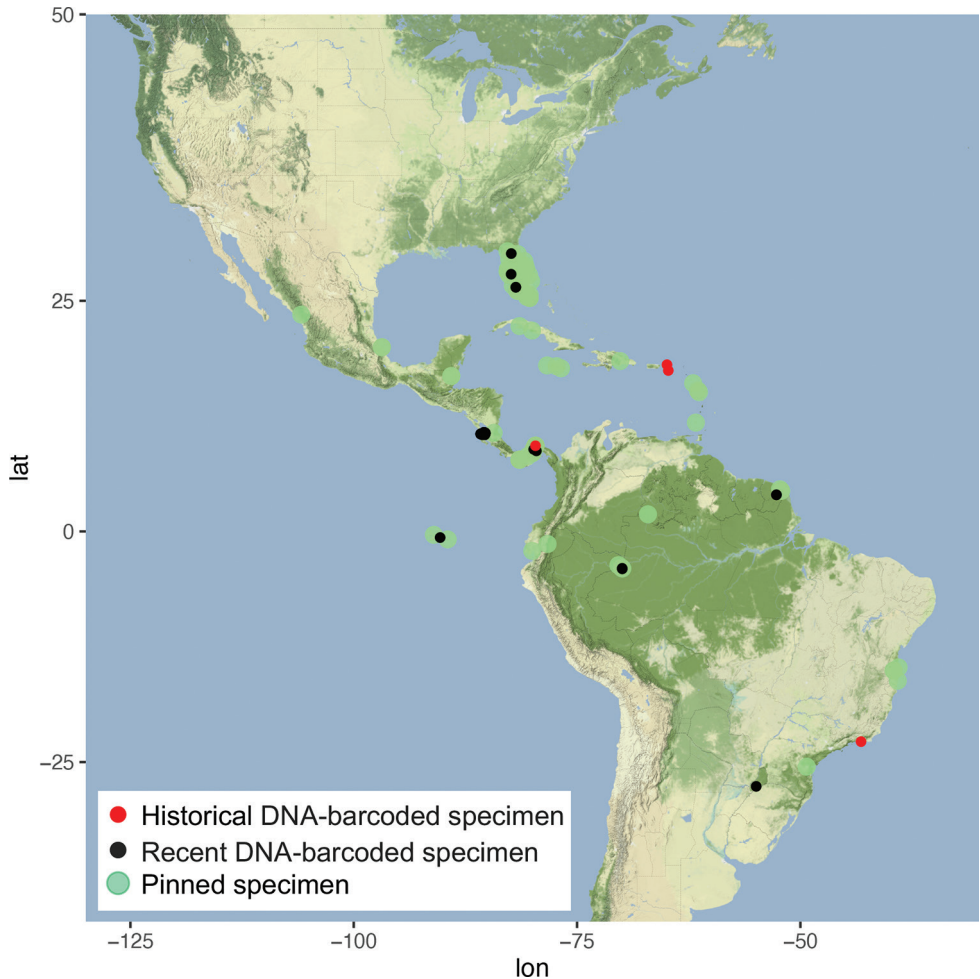 50
25
0
−25
lat
Historical DNA-barcoded specimen
Recent DNA-barcoded specimen
Pinned specimen
−125
−100
−75
−50
lon